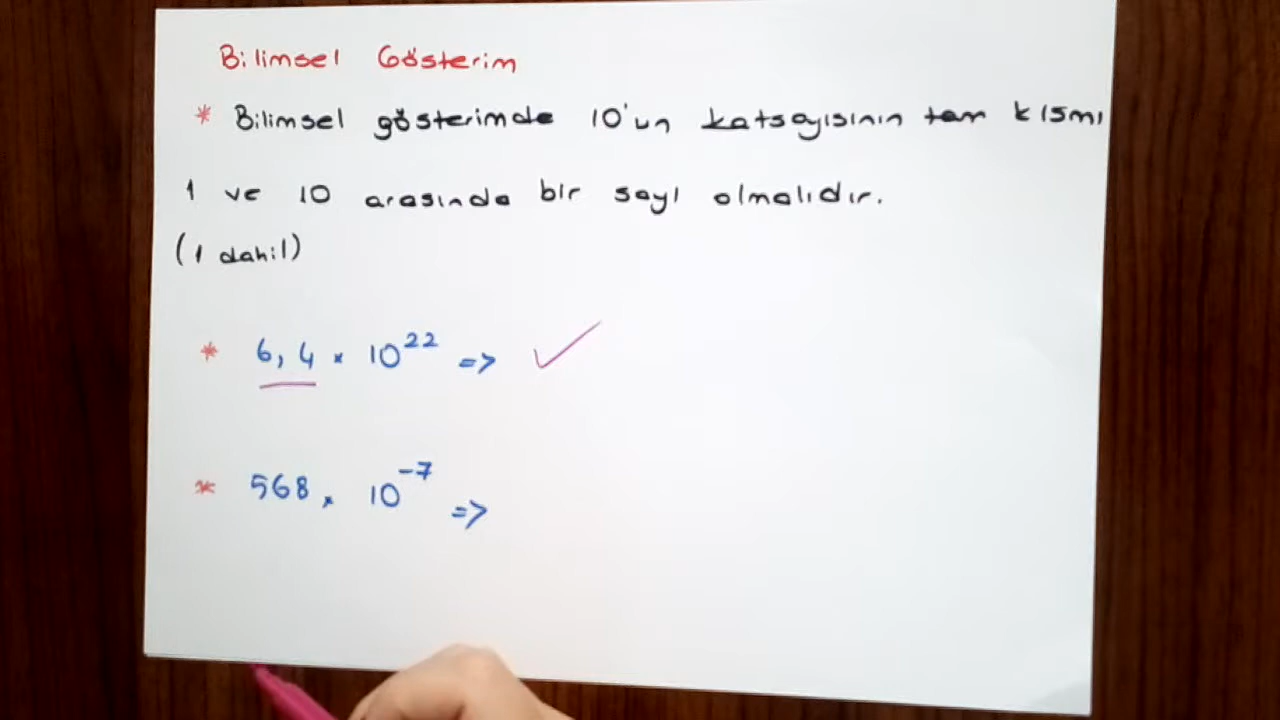 Bilimsel Gösterim
* Bilimsel gösterimde 10'un katsayısının tam kısmı
1 ve 10 arasında bir sayı olmalıdır.
(1 dahil)
* 6,4 x 10²² => ✓
* 568 x 10⁻⁷ =>